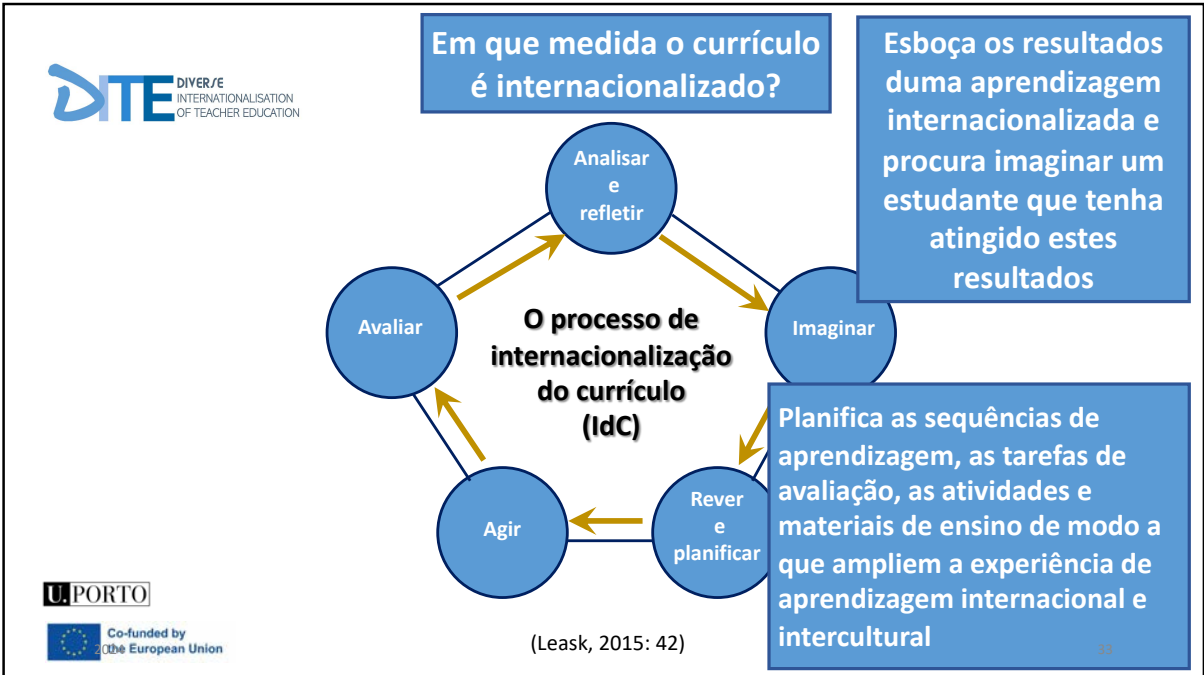 DITE DIVERSE
INTERNATIONALISATION
OF TEACHER EDUCATION
Em que medida o currículo
é internacionalizado?
Esboça os resultados
duma aprendizagem
internacionalizada e
procura imaginar um
estudante que tenha
atingido estes
resultados
Analisar
e
refletir
Avaliar
O processo de
internacionalização
do currículo
(IdC)
Imaginar
Planifica as sequências de
aprendizagem, as tarefas de
avaliação, as atividades e
materiais de ensino de modo a
que ampliem a experiência de
aprendizagem internacional e
intercultural
Agir
Rever
e
planificar
U.PORTO
Co-funded by
the European Union
(Leask, 2015: 42)